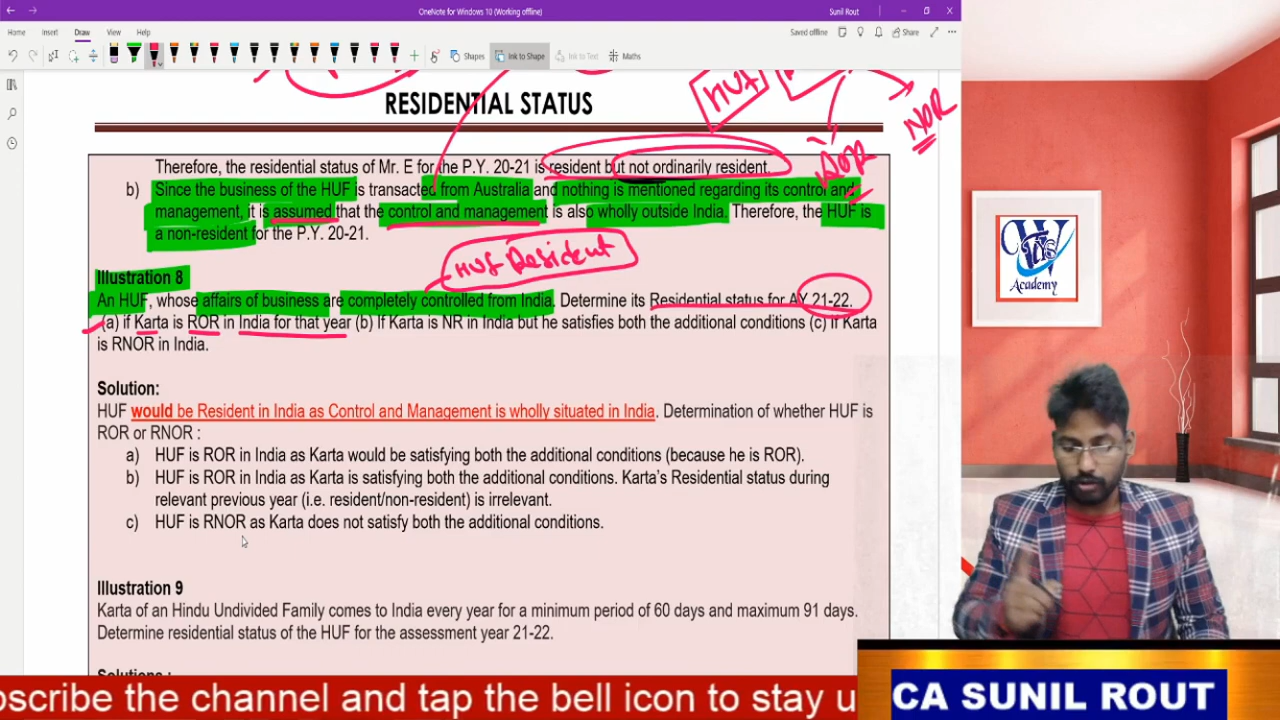 OneNote for Windows 10 (Working offline)
Sunil Rout
Home Insert Draw View Help
Saved offline
Share
Shapes Ink to Shape Ink to Text Maths
HUF
NOR
RESIDENTIAL STATUS
ROR
Therefore, the residential status of Mr. E for the P.Y. 20-21 is resident but not ordinarily resident.
b) Since the business of the HUF is transacted from Australia and nothing is mentioned regarding its control and
management, it is assumed that the control and management is also wholly outside India. Therefore, the HUF is
a non-resident for the P.Y. 20-21.
HUF Resident
Illustration 8
An HUF, whose affairs of business are completely controlled from India. Determine its Residential status for AY 21-22.
(a) if Karta is ROR in India for that year (b) If Karta is NR in India but he satisfies both the additional conditions (c) If Karta
is RNOR in India.
Solution:
HUF would be Resident in India as Control and Management is wholly situated in India. Determination of whether HUF is
ROR or RNOR :
a) HUF is ROR in India as Karta would be satisfying both the additional conditions (because he is ROR).
b) HUF is ROR in India as Karta is satisfying both the additional conditions. Karta's Residential status during
relevant previous year (i.e. resident/non-resident) is irrelevant.
c) HUF is RNOR as Karta does not satisfy both the additional conditions.
Illustration 9
Karta of an Hindu Undivided Family comes to India every year for a minimum period of 60 days and maximum 91 days.
Determine residential status of the HUF for the assessment year 21-22.
Solutions :
Academy
bscribe the channel and tap the bell icon to stay u
CA SUNIL ROUT